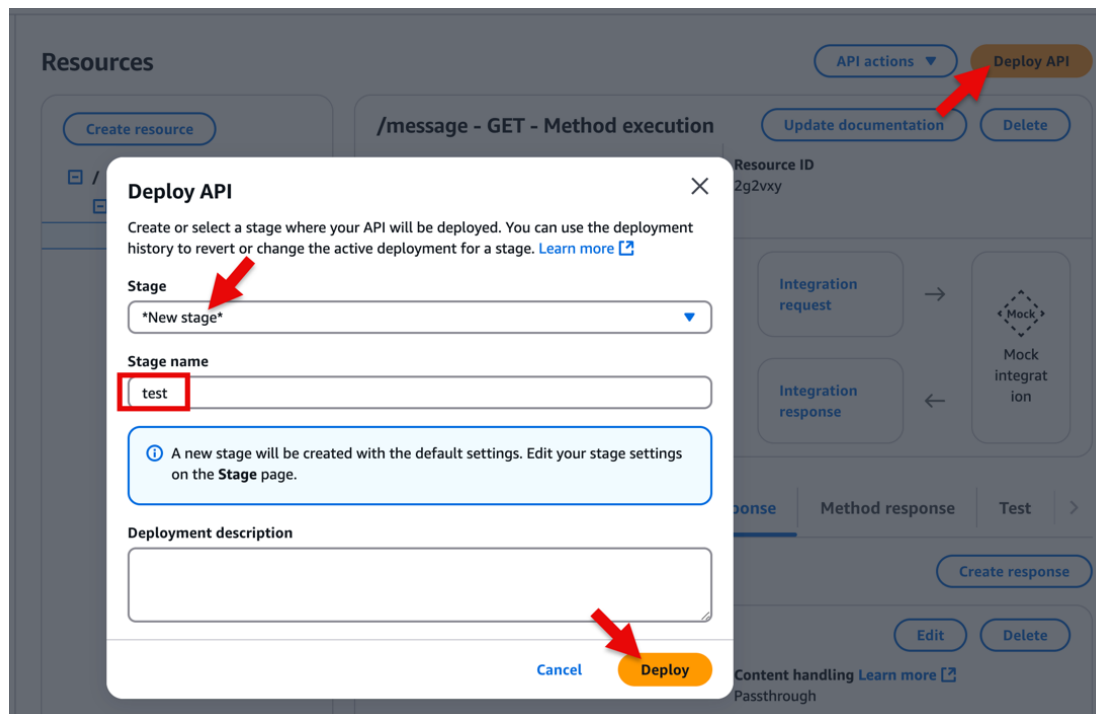 Resources
API actions
Deploy API
Create resource
/message - GET - Method execution
Update documentation
Delete
/
Resource ID
2g2vxy
Deploy API
Create or select a stage where your API will be deployed. You can use the deployment
history to revert or change the active deployment for a stage. Learn more
Stage
*New stage*
Stage name
test
A new stage will be created with the default settings. Edit your stage settings
on the Stage page.
Deployment description
Cancel
Deploy
Integration
request
Mock
Mock
integrat
ion
Integration
response
ponse
Method response
Test
Create response
Edit
Delete
Content handling Learn more
Passthrough